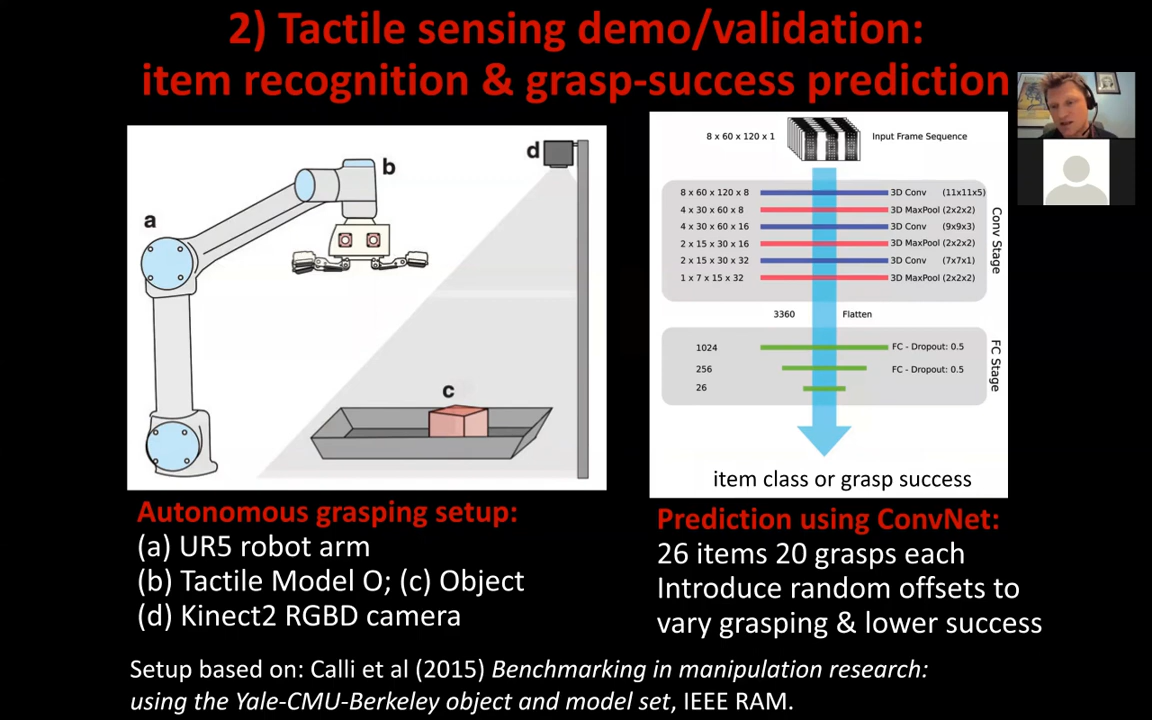 2) Tactile sensing demo/validation:
item recognition & grasp-success prediction
a
b
c
d
8 x 60 x 120 x 1 Input Frame Sequence
8 x 60 x 120 x 8 3D Conv (11x11x5)
4 x 30 x 60 x 8 3D MaxPool (2x2x2)
4 x 30 x 60 x 16 3D Conv (9x9x3)
2 x 15 x 30 x 16 3D MaxPool (2x2x2)
2 x 15 x 30 x 32 3D Conv (7x7x1)
1 x 7 x 15 x 32 3D MaxPool (2x2x2)
Conv Stage
3360 Flatten
1024 FC - Dropout: 0.5
256 FC - Dropout: 0.5
26
FC Stage
item class or grasp success
Autonomous grasping setup:
(a) UR5 robot arm
(b) Tactile Model O; (c) Object
(d) Kinect2 RGBD camera
Prediction using ConvNet:
26 items 20 grasps each
Introduce random offsets to
vary grasping & lower success
Setup based on: Calli et al (2015) Benchmarking in manipulation research:
using the Yale-CMU-Berkeley object and model set, IEEE RAM.